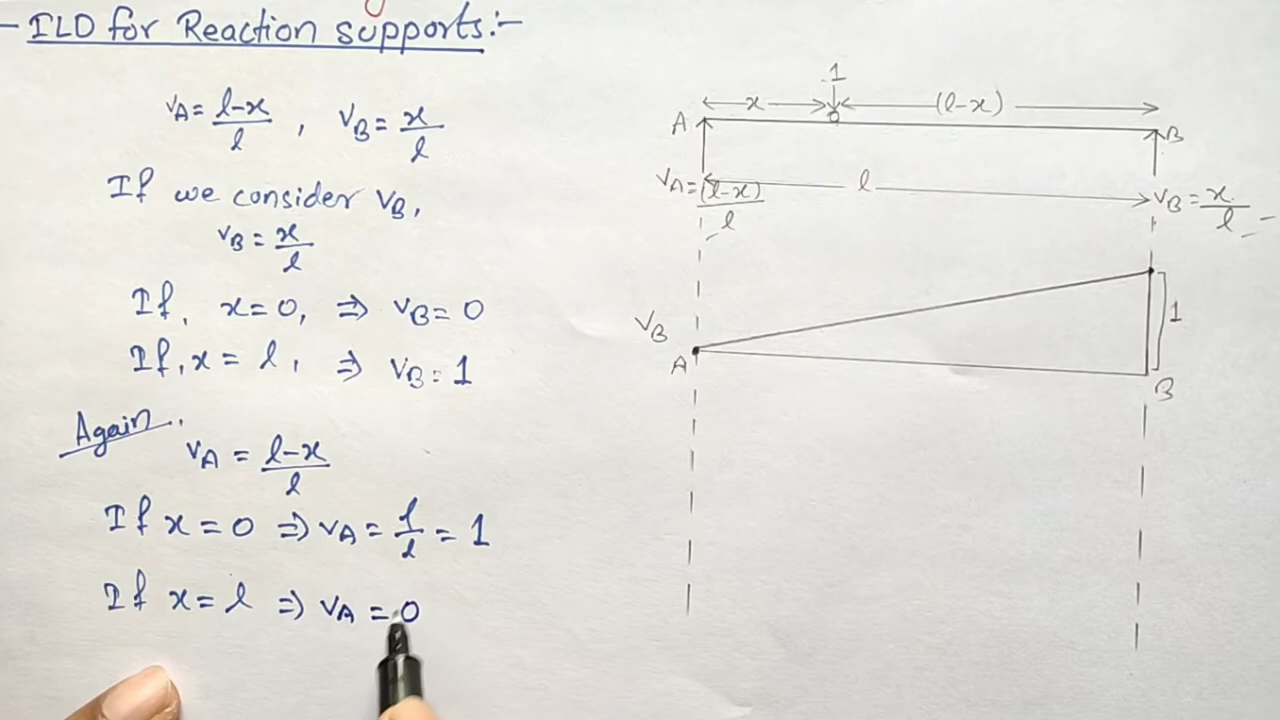 - ILD for Reaction supports:-
VA = l-x/l , VB = x/l
If we consider VB,
VB = x/l
If, x=0, ⇒ VB = 0
If, x = l, ⇒ VB = 1
Again,
VA = l-x/l
If x = 0 ⇒ VA = l/l = 1
If x = l ⇒ VA = 0
1
x (l-x)
A B
VA = (l-x)/l l VB = x/l
VB
1
A B